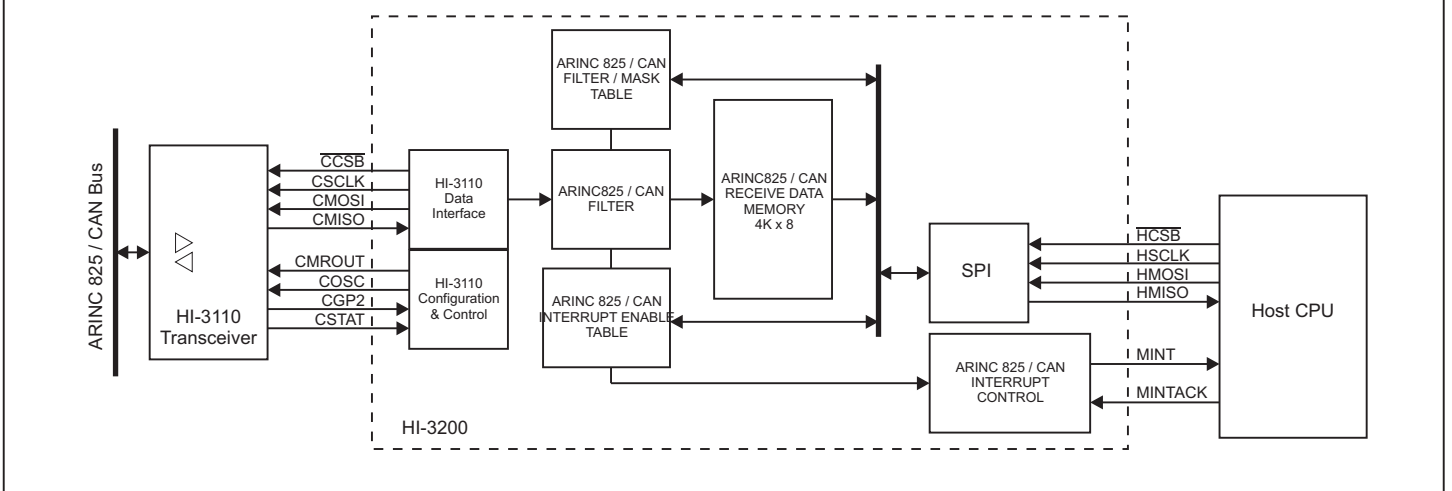 ARINC 825 / CAN Bus
HI-3110
Transceiver
CCSB
CSCLK
CMOSI
CMISO
CMROUT
COSC
CGP2
CSTAT
HI-3110
Data
Interface
HI-3110
Configuration
& Control
ARINC 825 / CAN
FILTER / MASK
TABLE
ARINC825 / CAN
FILTER
ARINC 825 / CAN
INTERRUPT ENABLE
TABLE
ARINC825 / CAN
RECEIVE DATA
MEMORY
4K x 8
SPI
ARINC 825 / CAN
INTERRUPT
CONTROL
HCSB
HSCLK
HMOSI
HMISO
MINT
MINTACK
Host CPU
HI-3200